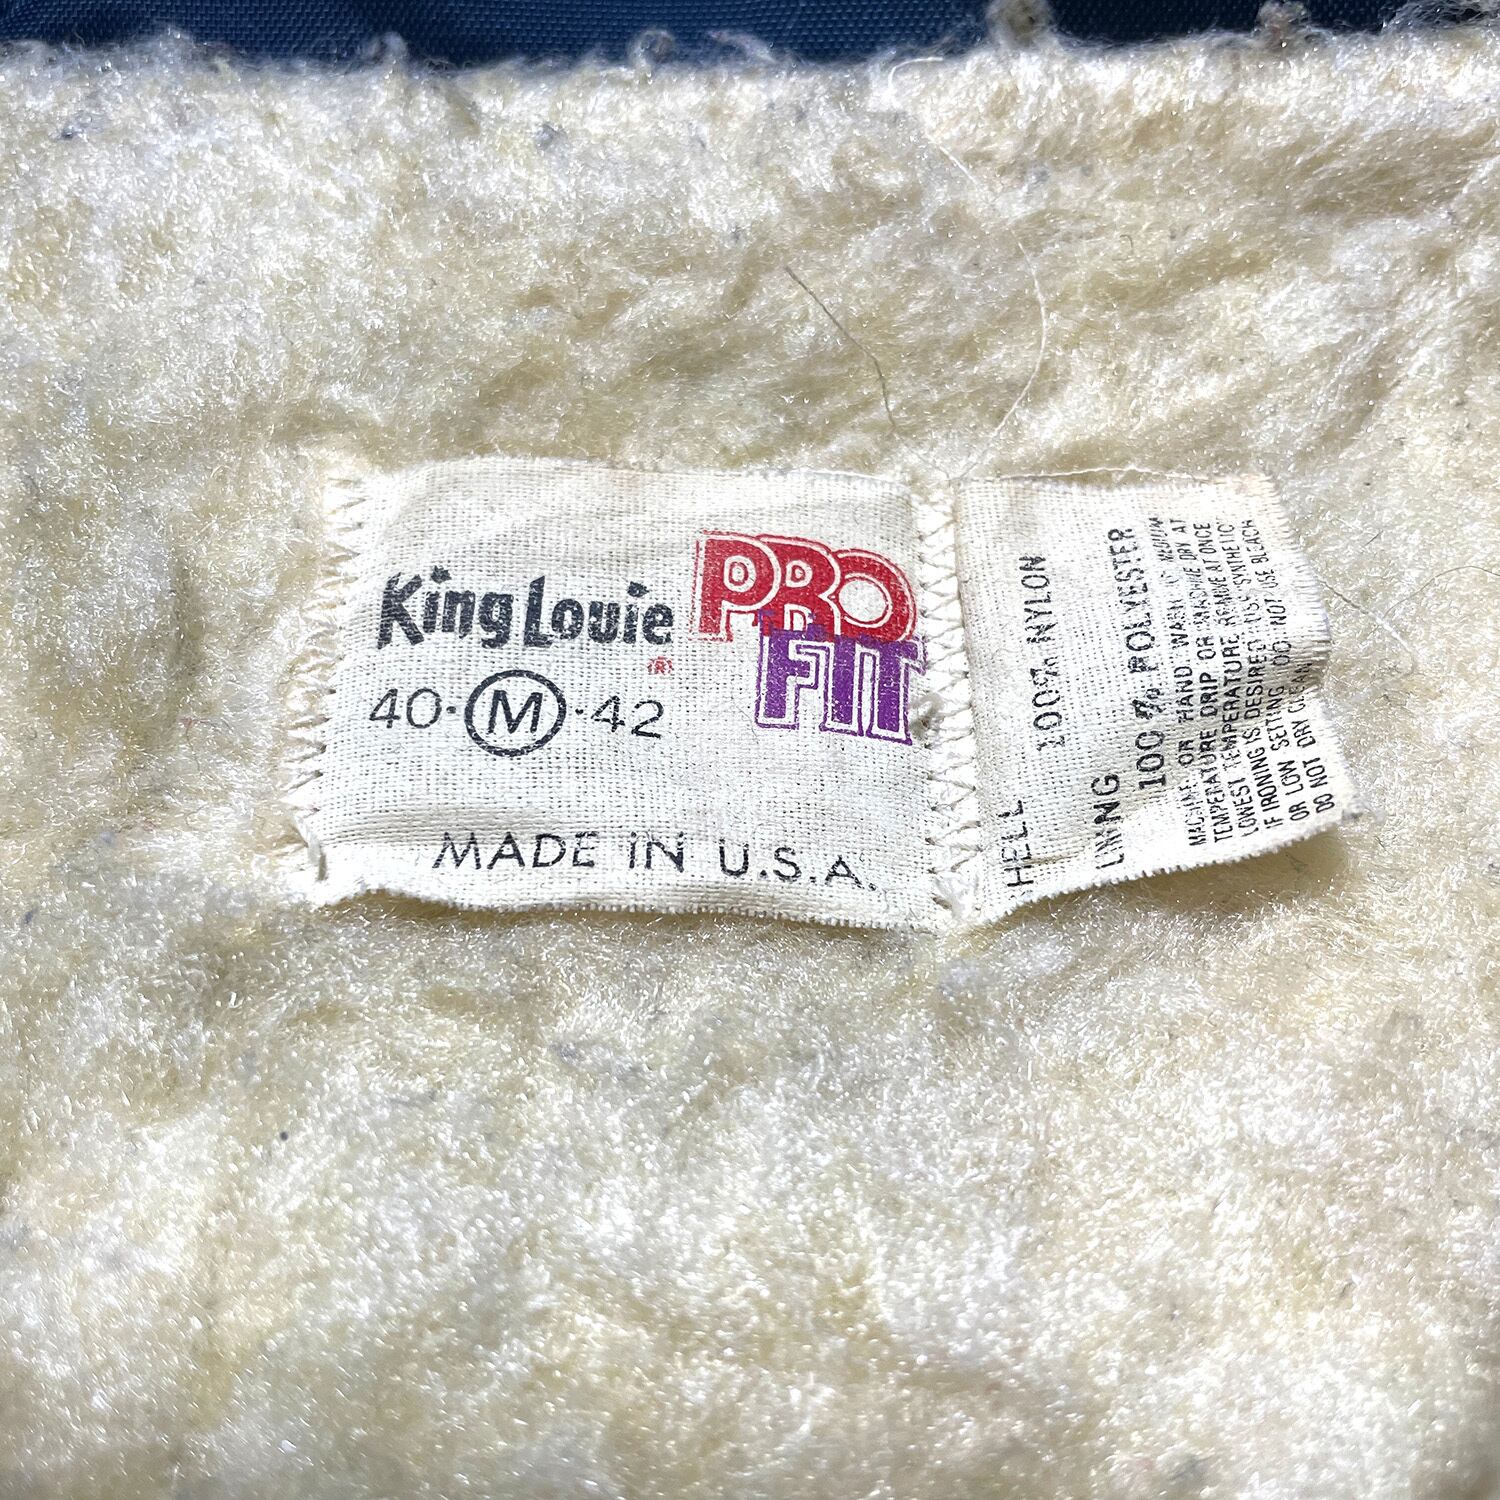 King Louie
®
PRO
FIT
40·M·42
MADE IN U.S.A.
HELL
100% NYLON
LINING
100% POLYESTER
MACHINE OR HAND WASH MEDIUM
TEMPERATURE DRIP OR MACHINE DRY AT
LOWEST TEMPERATURE REMOVE AT ONCE
IF IRONING IS DESIRED USE SYNTHETIC
OR LOW SETTING DO NOT USE BLEACH
DO NOT DRY CLEAN